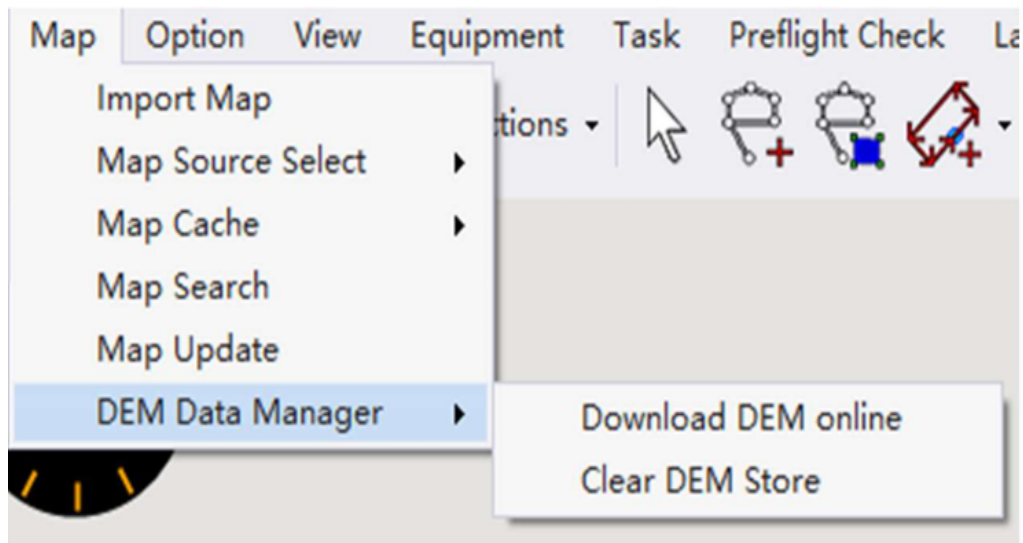 Map Option View Equipment Task Preflight Check
Import Map
Map Source Select
Map Cache
Map Search
Map Update
DEM Data Manager
Download DEM online
Clear DEM Store